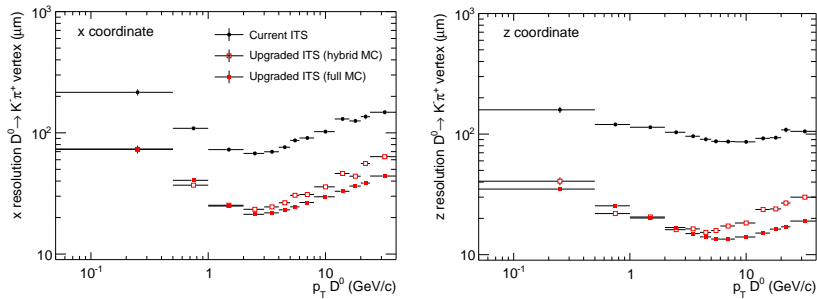 x resolution D⁰→ K⁻π⁺ vertex (μm)
x coordinate
Current ITS
Upgraded ITS (hybrid MC)
Upgraded ITS (full MC)
10³
10²
10
10⁻¹ 1 10
p_T D⁰ (GeV/c)
z resolution D⁰→ K⁻π⁺ vertex (μm)
z coordinate
10³
10²
10
10⁻¹ 1 10
p_T D⁰ (GeV/c)